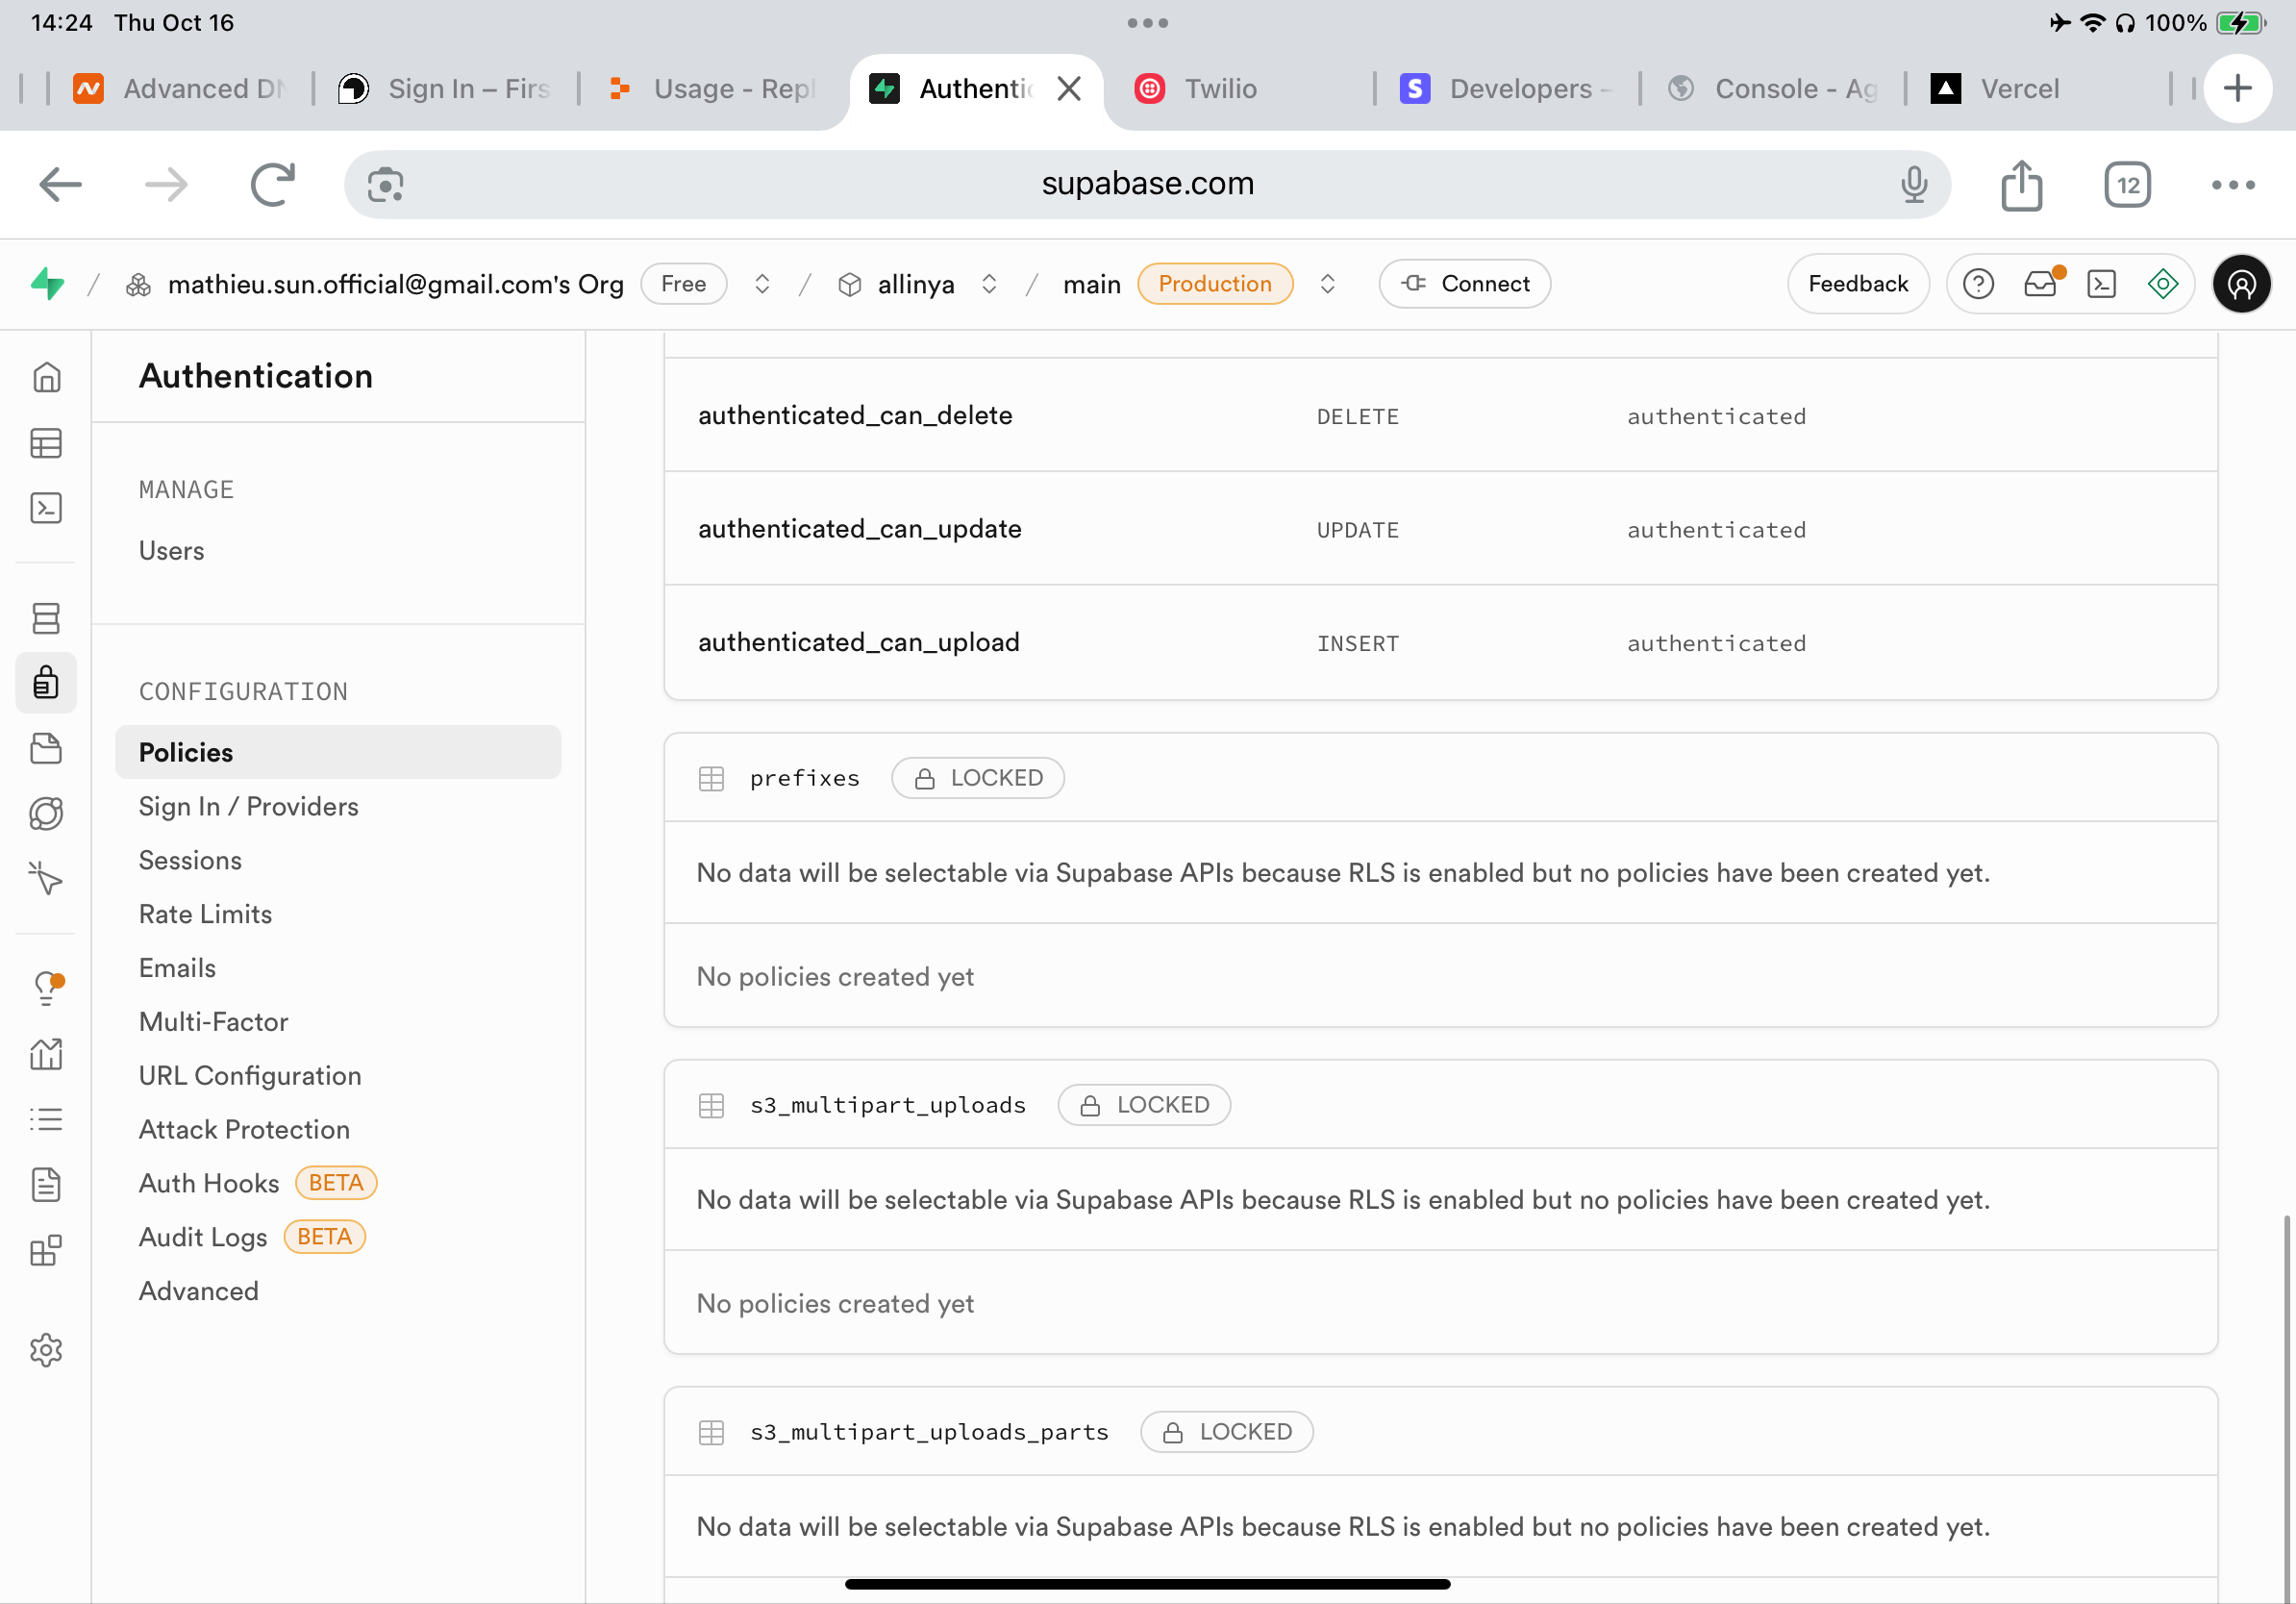 14:24 Thu Oct 16
100%
Advanced DN
Sign In – Firs
Usage - Repl
Authentic
Twilio
Developers -
Console - Ag
Vercel
supabase.com
12
mathieu.sun.official@gmail.com's Org Free / allinya / main Production Connect
Feedback
Authentication
MANAGE
Users
CONFIGURATION
Policies
Sign In / Providers
Sessions
Rate Limits
Emails
Multi-Factor
URL Configuration
Attack Protection
Auth Hooks BETA
Audit Logs BETA
Advanced
authenticated_can_delete DELETE authenticated
authenticated_can_update UPDATE authenticated
authenticated_can_upload INSERT authenticated
prefixes LOCKED
No data will be selectable via Supabase APIs because RLS is enabled but no policies have been created yet.
No policies created yet
s3_multipart_uploads LOCKED
No data will be selectable via Supabase APIs because RLS is enabled but no policies have been created yet.
No policies created yet
s3_multipart_uploads_parts LOCKED
No data will be selectable via Supabase APIs because RLS is enabled but no policies have been created yet.